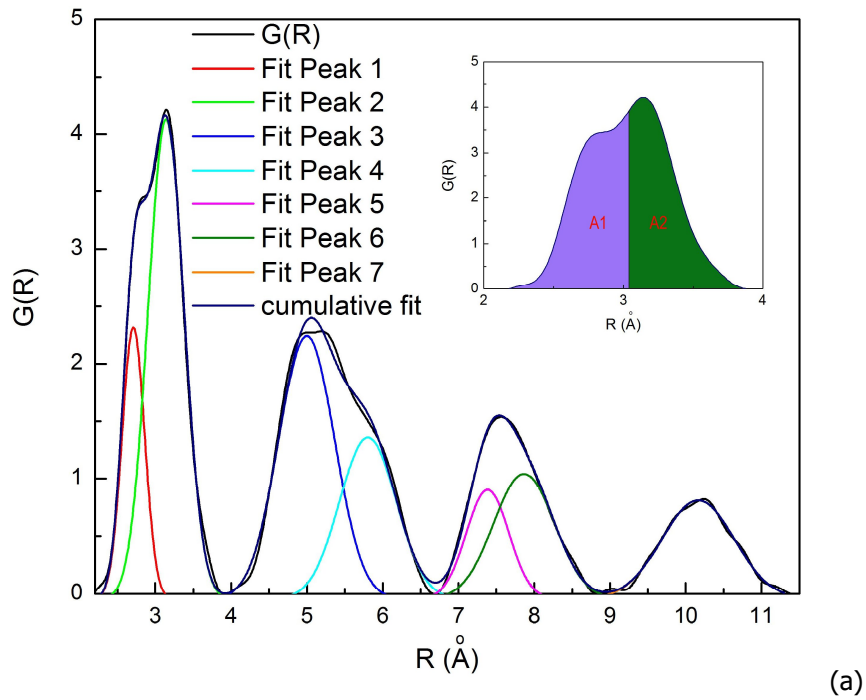 G(R)
Fit Peak 1
Fit Peak 2
Fit Peak 3
Fit Peak 4
Fit Peak 5
Fit Peak 6
Fit Peak 7
cumulative fit
5
4
3
2
1
0
G(R)
3 4 5 6 7 8 9 10 11
R (Å)
5
4
3
2
1
0
G(R)
A1 A2
2 3 4
R (Å)
(a)